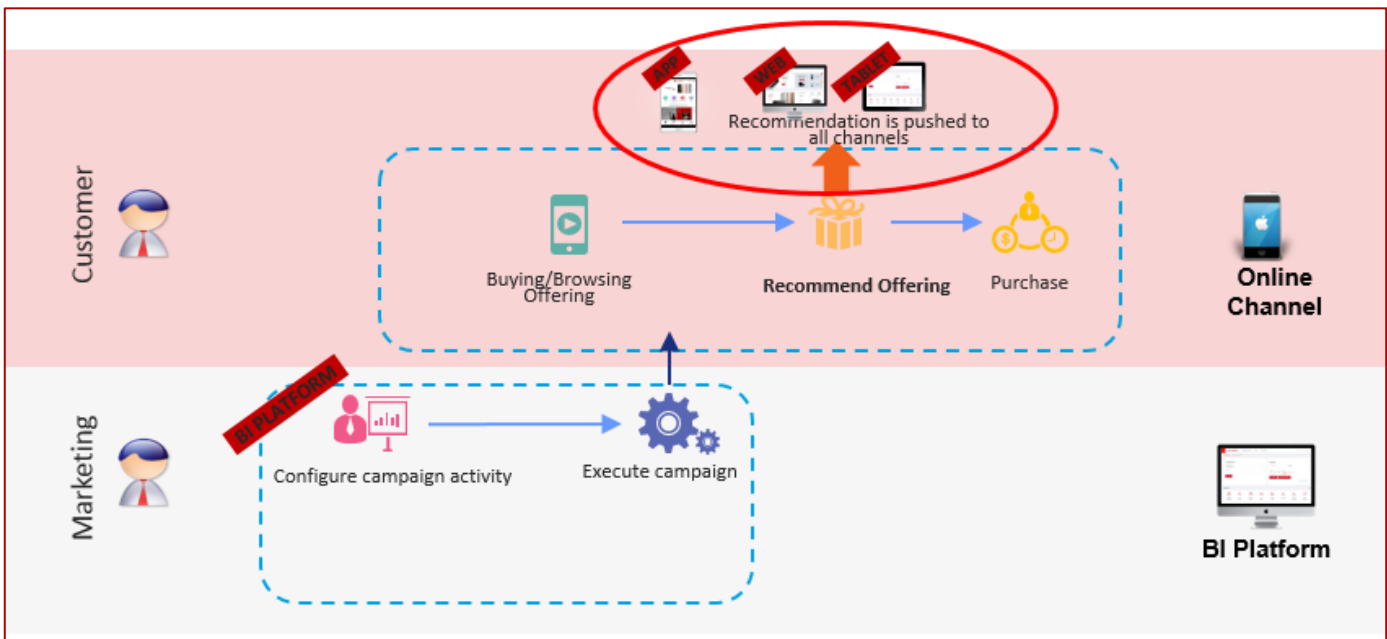 APP
WEB
TABLET
Recommendation is pushed to
all channels
Customer
Buying/Browsing
Offering
Recommend Offering
Purchase
Online
Channel
BI PLATFORM
Marketing
Configure campaign activity
Execute campaign
BI Platform